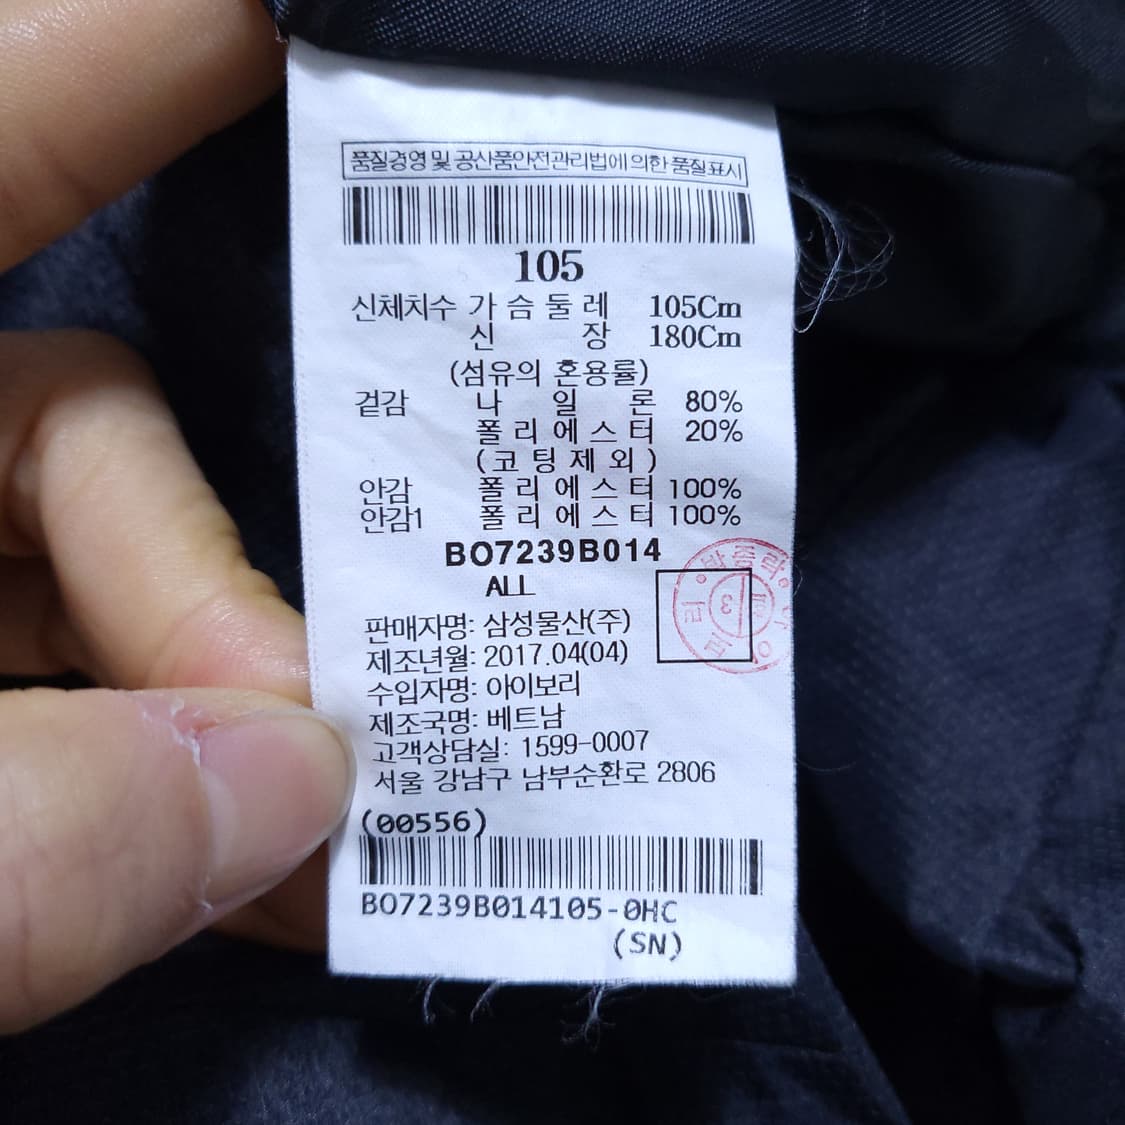 품질경영 및 공산품안전관리법에 의한 품질표시
105
신체치수 가슴둘레 105Cm
신장 180Cm
(섬유의 혼용률)
겉감 나일론 80%
폴리에스터 20%
(코팅제외)
안감 폴리에스터 100%
안감1 폴리에스터 100%
BO7239B014
ALL
판매자명: 삼성물산(주)
제조년월: 2017.04(04)
수입자명: 아이보리
제조국명: 베트남
고객상담실: 1599-0007
서울 강남구 남부순환로 2806
(00556)
BO7239B014105-0HC
(SN)